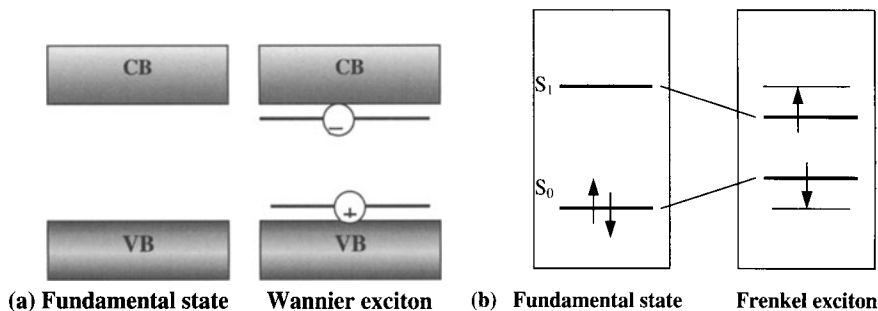 CB
CB
−
+
VB
VB
(a) Fundamental state Wannier exciton
S₁
S₀
(b) Fundamental state Frenkel exciton